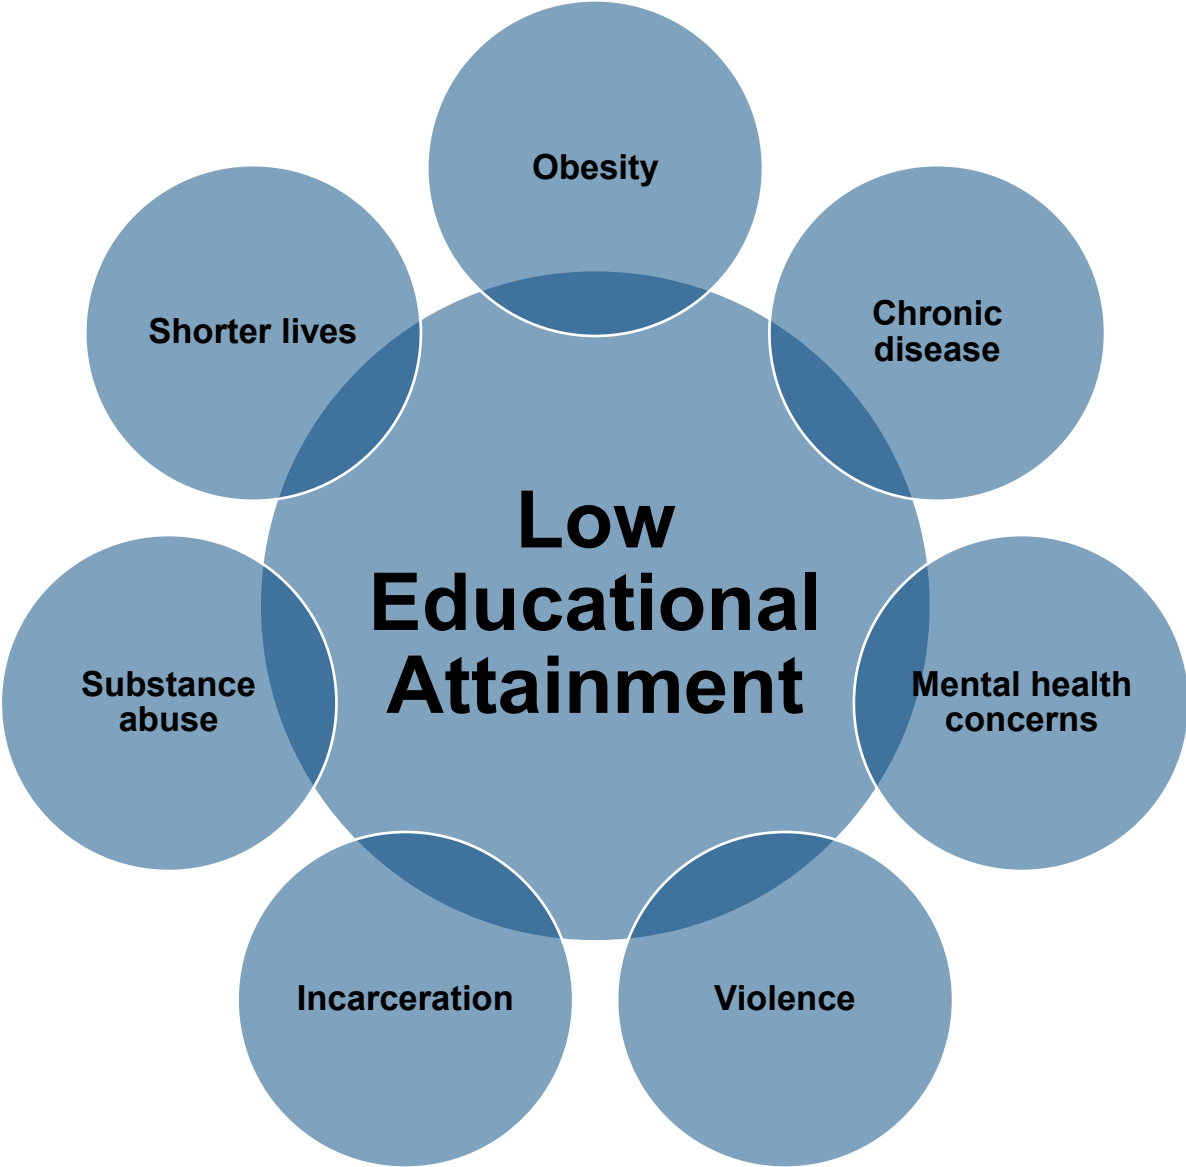 Obesity
Chronic
disease
Mental health
concerns
Violence
Incarceration
Substance
abuse
Shorter lives
Low
Educational
Attainment